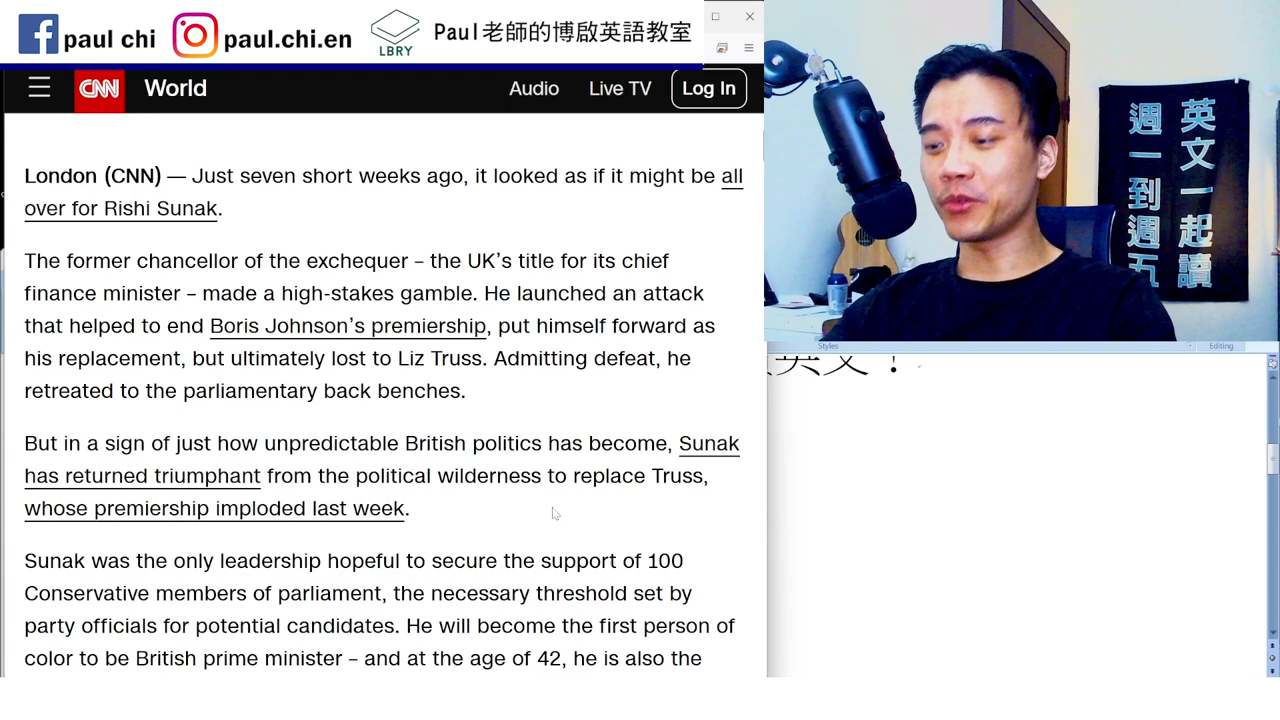 paul chi
paul.chi.en
LBRY
Paul老師的博啟英語教室
CNN
World
Audio
Live TV
Log In
London (CNN) — Just seven short weeks ago, it looked as if it might be all
over for Rishi Sunak.
The former chancellor of the exchequer – the UK’s title for its chief
finance minister – made a high-stakes gamble. He launched an attack
that helped to end Boris Johnson’s premiership, put himself forward as
his replacement, but ultimately lost to Liz Truss. Admitting defeat, he
retreated to the parliamentary back benches.
But in a sign of just how unpredictable British politics has become, Sunak
has returned triumphant from the political wilderness to replace Truss,
whose premiership imploded last week.
Sunak was the only leadership hopeful to secure the support of 100
Conservative members of parliament, the necessary threshold set by
party officials for potential candidates. He will become the first person of
color to be British prime minister – and at the age of 42, he is also the
英文一起讀
週一到週五
Styles
Editing
英文！